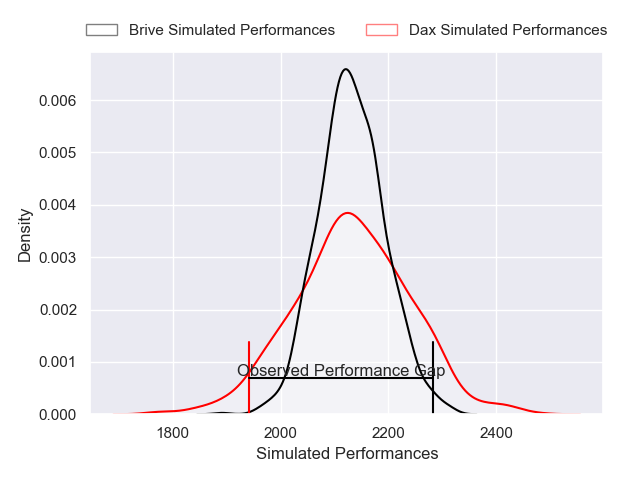 Brive Simulated Performances
Dax Simulated Performances
0.006
0.005
0.004
0.003
0.002
0.001
0.000
Density
Observed Performance Gap
1800
2000
2200
2400
Simulated Performances